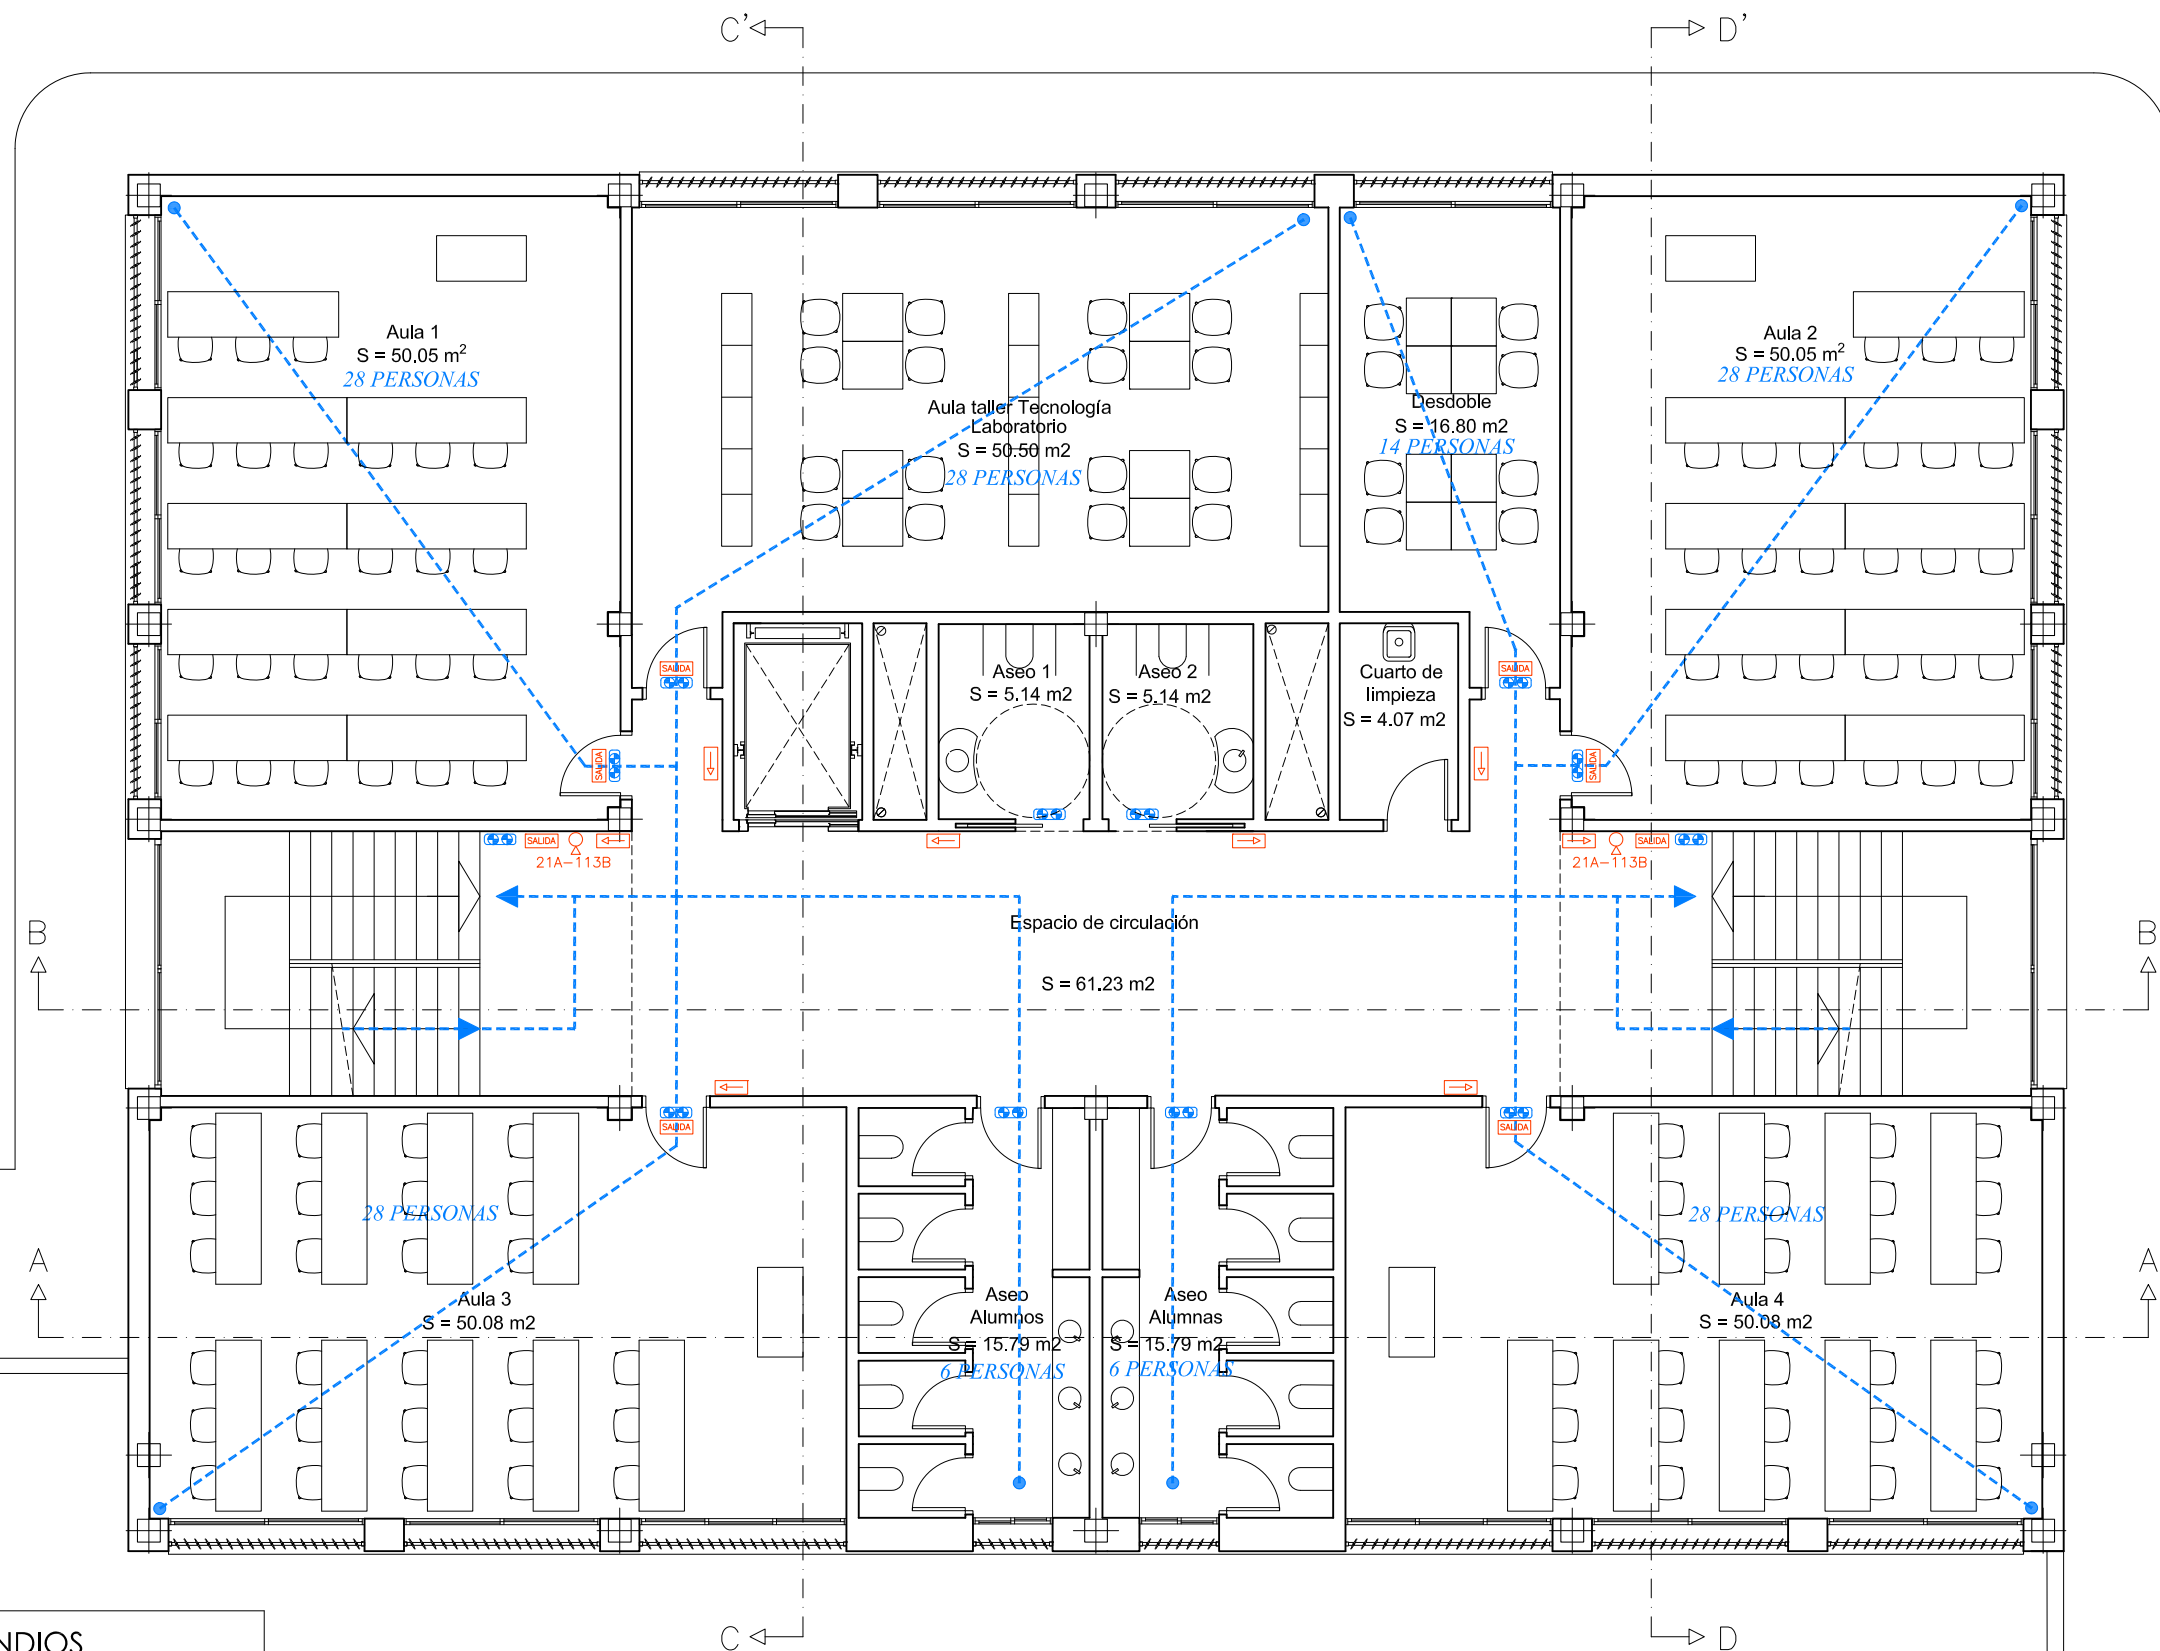 C'
D'
Aula 1
S = 50.05 m²
28 PERSONAS
Aula taller Tecnología
Laboratorio
S = 50.50 m2
28 PERSONAS
Desdoble
S = 16.80 m2
14 PERSONAS
Aula 2
S = 50.05 m²
28 PERSONAS
SALIDA
SALIDA
SALIDA
SALIDA
Aseo 1
S = 5.14 m2
Aseo 2
S = 5.14 m2
Cuarto de
limpieza
S = 4.07 m2
SALIDA
21A-113B
SALIDA
21A-113B
B
B
Espacio de circulación
S = 61.23 m2
SALIDA
SALIDA
28 PERSONAS
28 PERSONAS
A
A
Aula 3
S = 50.08 m2
Aseo
Alumnos
S = 15.79 m2
6 PERSONAS
Aseo
Alumnas
S = 15.79 m2
6 PERSONAS
Aula 4
S = 50.08 m2
NDIOS
C
D